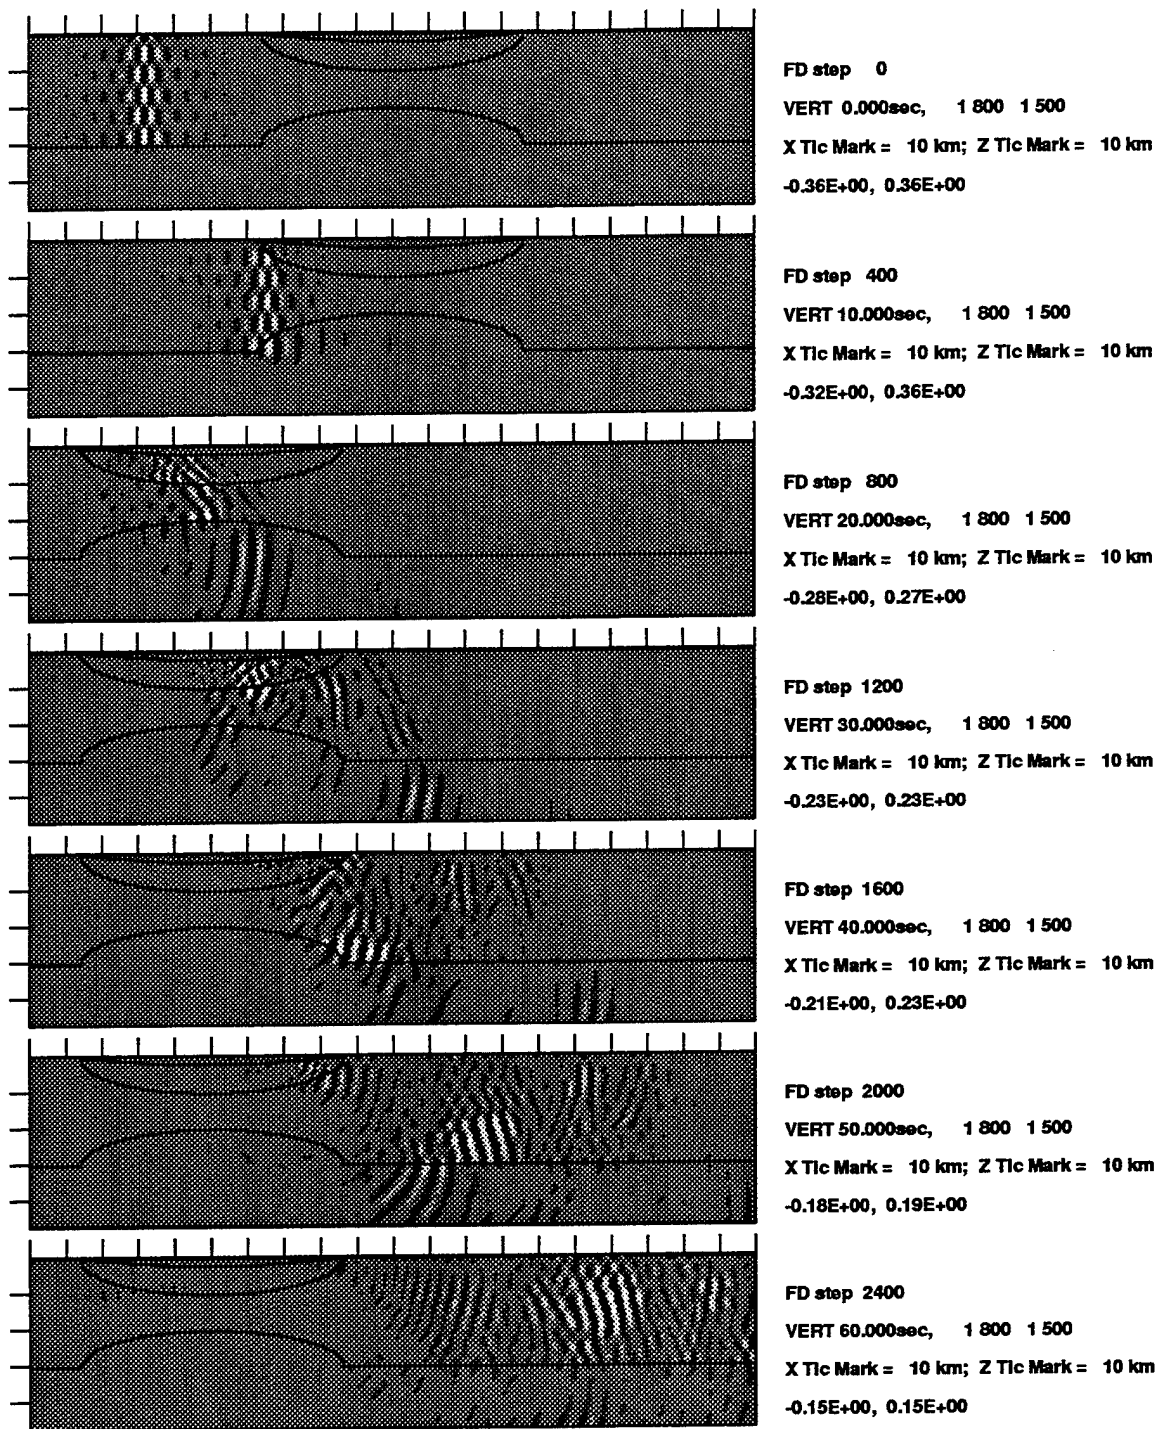 FD step 0
VERT 0.000sec, 1 800 1 500
X Tic Mark = 10 km; Z Tic Mark = 10 km
-0.36E+00, 0.36E+00
FD step 400
VERT 10.000sec, 1 800 1 500
X Tic Mark = 10 km; Z Tic Mark = 10 km
-0.32E+00, 0.36E+00
FD step 800
VERT 20.000sec, 1 800 1 500
X Tic Mark = 10 km; Z Tic Mark = 10 km
-0.28E+00, 0.27E+00
FD step 1200
VERT 30.000sec, 1 800 1 500
X Tic Mark = 10 km; Z Tic Mark = 10 km
-0.23E+00, 0.23E+00
FD step 1600
VERT 40.000sec, 1 800 1 500
X Tic Mark = 10 km; Z Tic Mark = 10 km
-0.21E+00, 0.23E+00
FD step 2000
VERT 50.000sec, 1 800 1 500
X Tic Mark = 10 km; Z Tic Mark = 10 km
-0.18E+00, 0.19E+00
FD step 2400
VERT 60.000sec, 1 800 1 500
X Tic Mark = 10 km; Z Tic Mark = 10 km
-0.15E+00, 0.15E+00